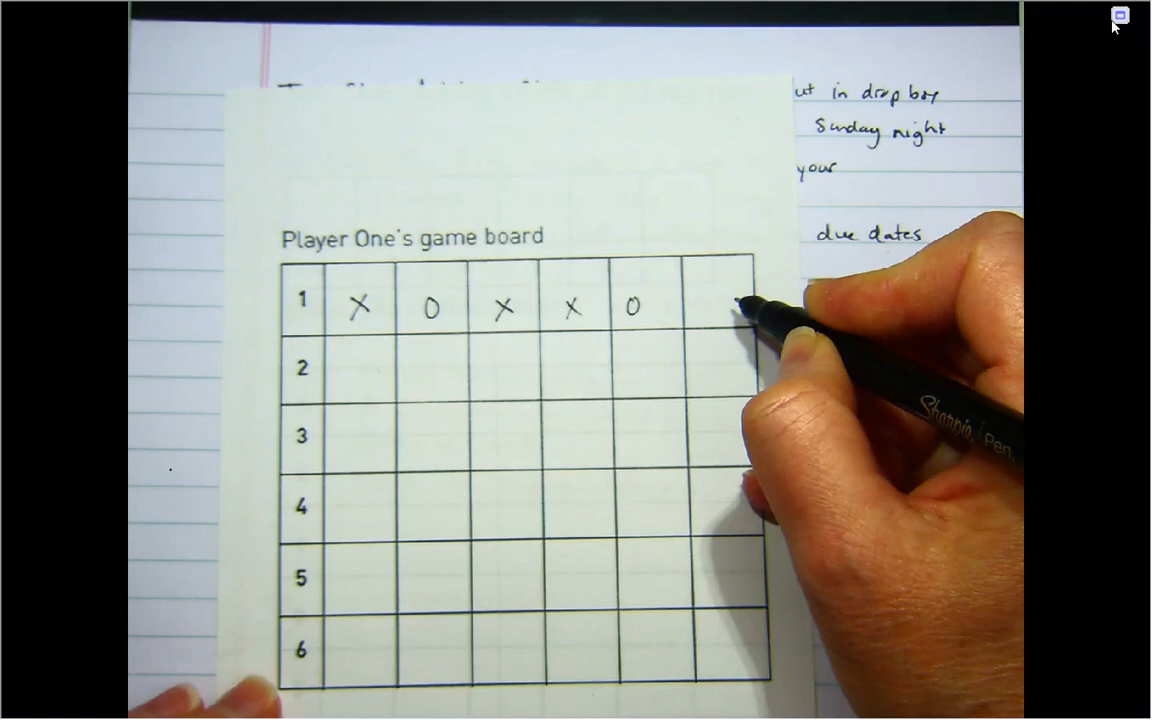 ut in drop box
Sunday night
your
due dates
Player One's game board
1 X O X X O
2
3
4
5
6
Sharpie Pen.